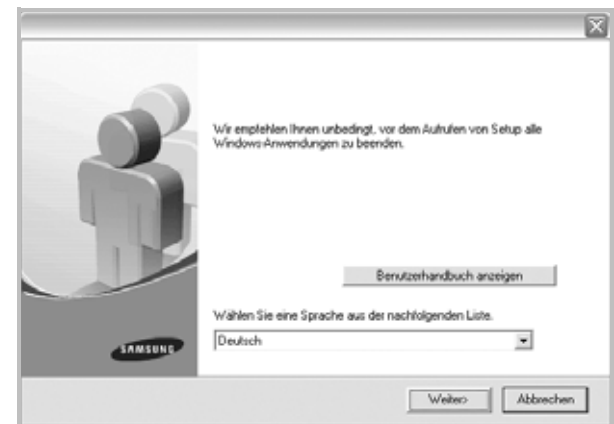 Wir empfehlen Ihnen unbedingt, vor dem Aufrufen von Setup alle
Windows-Anwendungen zu beenden.
Benutzerhandbuch anzeigen
Wählen Sie eine Sprache aus der nachfolgenden Liste.
SAMSUNG
Deutsch
Weiter>
Abbrechen